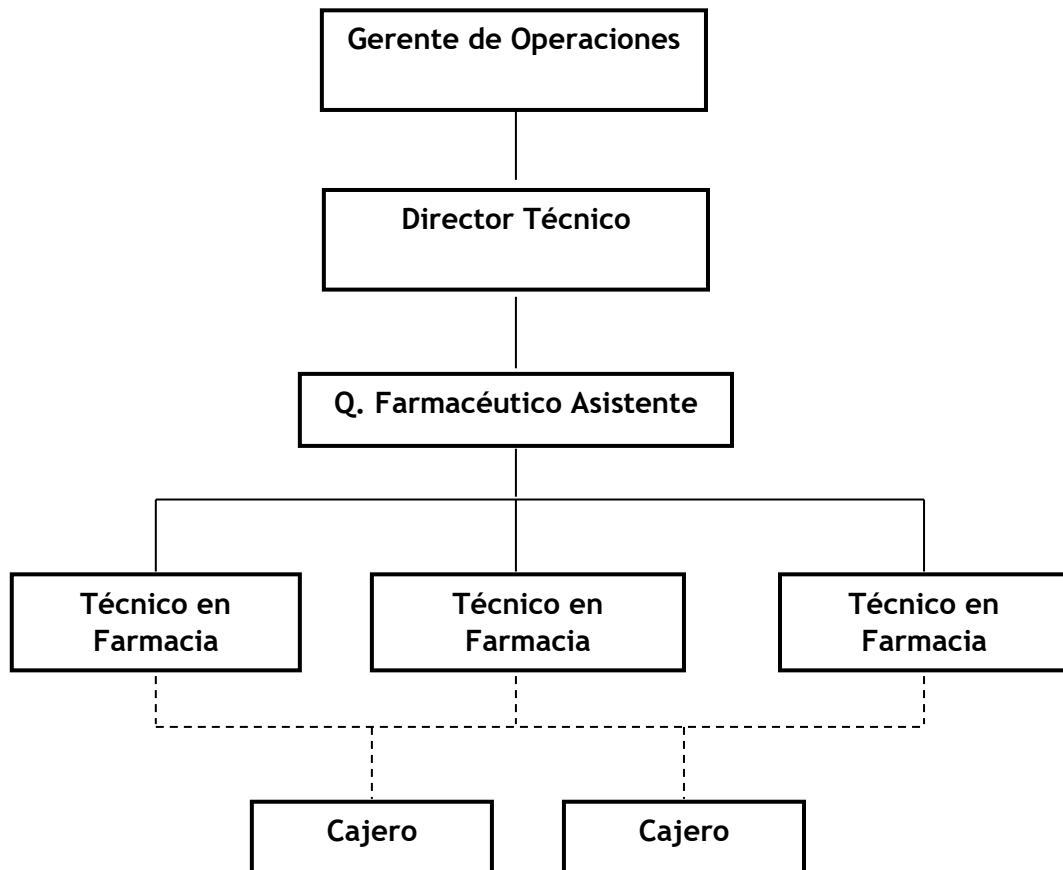 Gerente de Operaciones
Director Técnico
Q. Farmacéutico Asistente
Técnico en
Farmacia
Técnico en
Farmacia
Técnico en
Farmacia
Cajero
Cajero